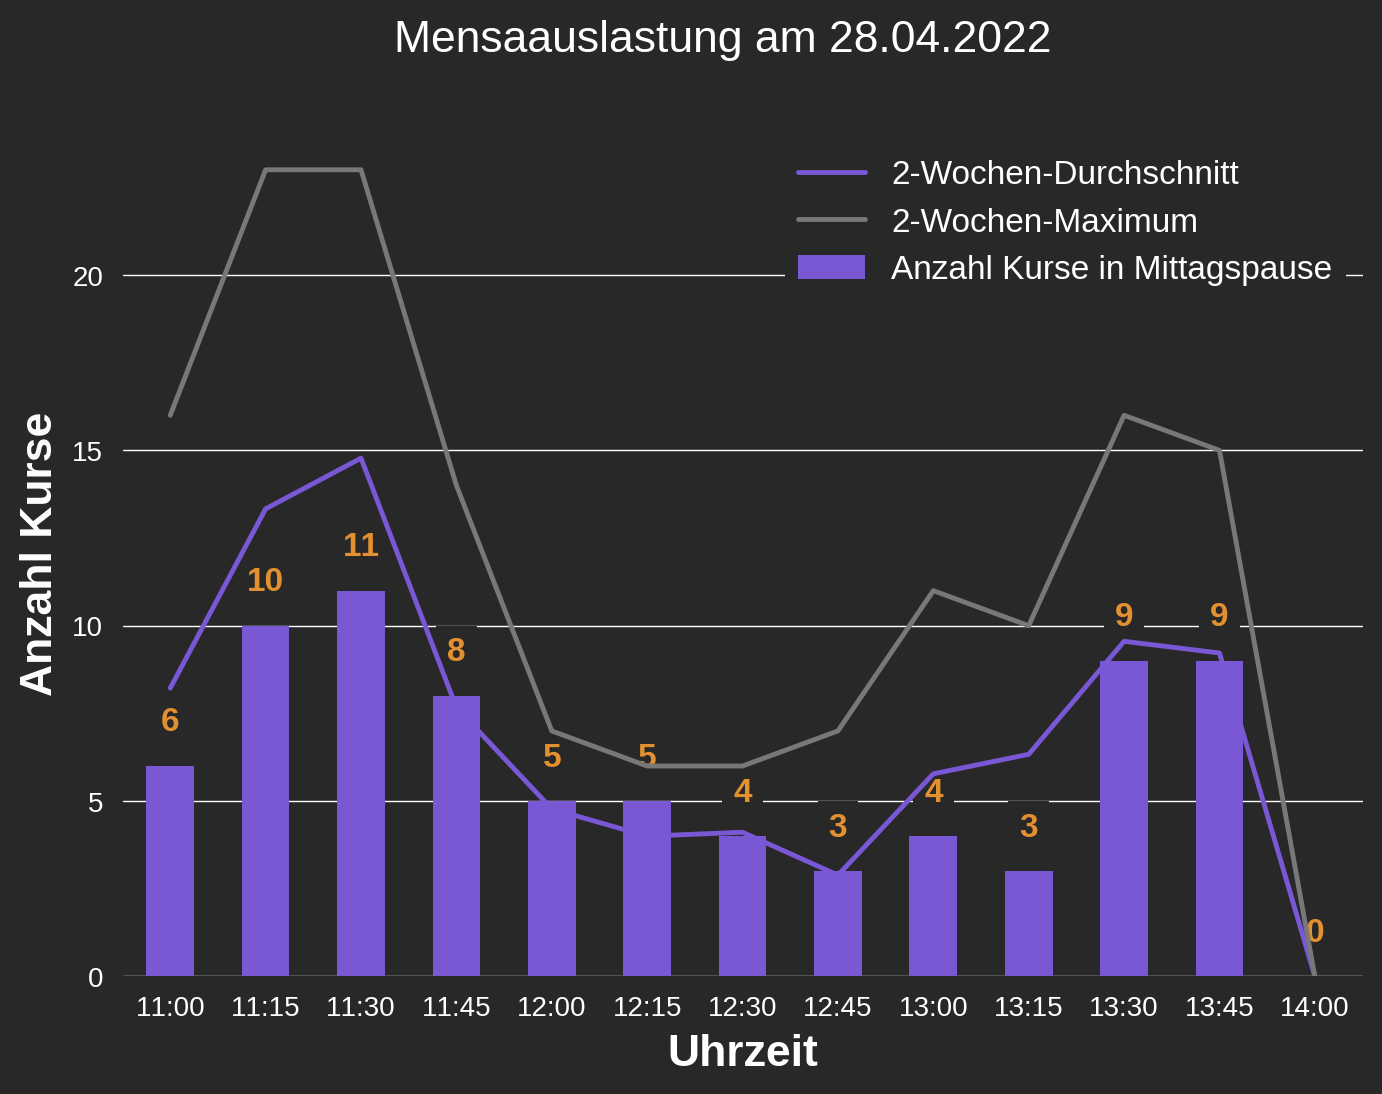 Mensaauslastung am 28.04.2022
2-Wochen-Durchschnitt
2-Wochen-Maximum
Anzahl Kurse in Mittagspause
Anzahl Kurse
20
15
10
5
0
6
10
11
8
5
5
4
3
4
3
9
9
0
11:00 11:15 11:30 11:45 12:00 12:15 12:30 12:45 13:00 13:15 13:30 13:45 14:00
Uhrzeit